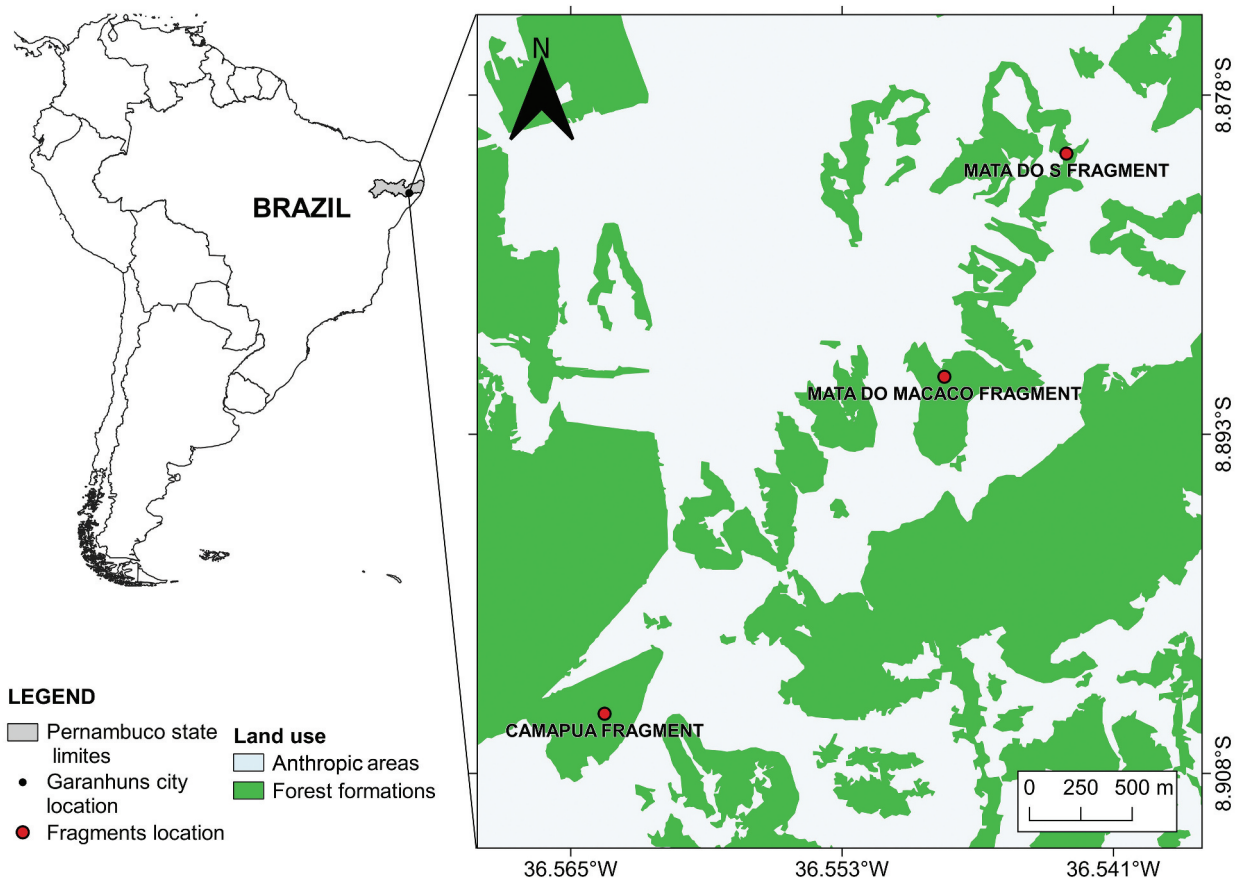 BRAZIL
LEGEND
Pernambuco state
limites
Garanhuns city
location
Fragments location
Land use
Anthropic areas
Forest formations
N
MATA DO S FRAGMENT
MATA DO MACACO FRAGMENT
CAMAPUA FRAGMENT
0 250 500 m
8.878°S
8.893°S
8.908°S
36.565°W
36.553°W
36.541°W